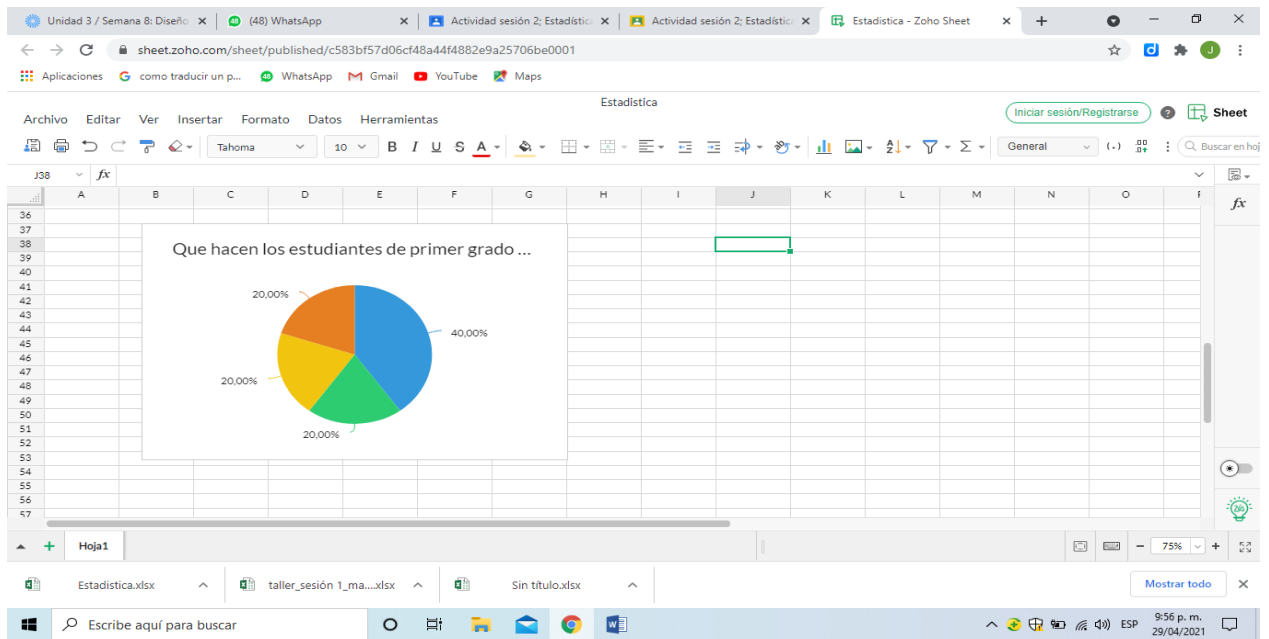 Unidad 3 / Semana 8: Diseño
(48) WhatsApp
Actividad sesión 2; Estadístic
Actividad sesión 2; Estadístic
Estadistica - Zoho Sheet
sheet.zoho.com/sheet/published/c583bf57d06cf48a44f4882e9a25706be0001
J
Aplicaciones
como traducir un p...
WhatsApp
Gmail
YouTube
Maps
Estadistica
Archivo Editar Ver Insertar Formato Datos Herramientas
Iniciar sesión/Registrarse
Sheet
Tahoma
10
B I U S A
General
(.)
.00
Buscar en hoj
J38
fx
A B C D E F G H I J K L M N O
fx
36
37
38
39
40
41
42
43
44
45
46
47
48
49
50
51
52
53
54
55
56
57
Que hacen los estudiantes de primer grado ...
20,00%
40,00%
20,00%
20,00%
Hoja1
75%
Estadistica.xlsx
taller_sesión 1_ma....xlsx
Sin título.xlsx
Mostrar todo
Escribe aquí para buscar
ESP
9:56 p. m.
29/04/2021